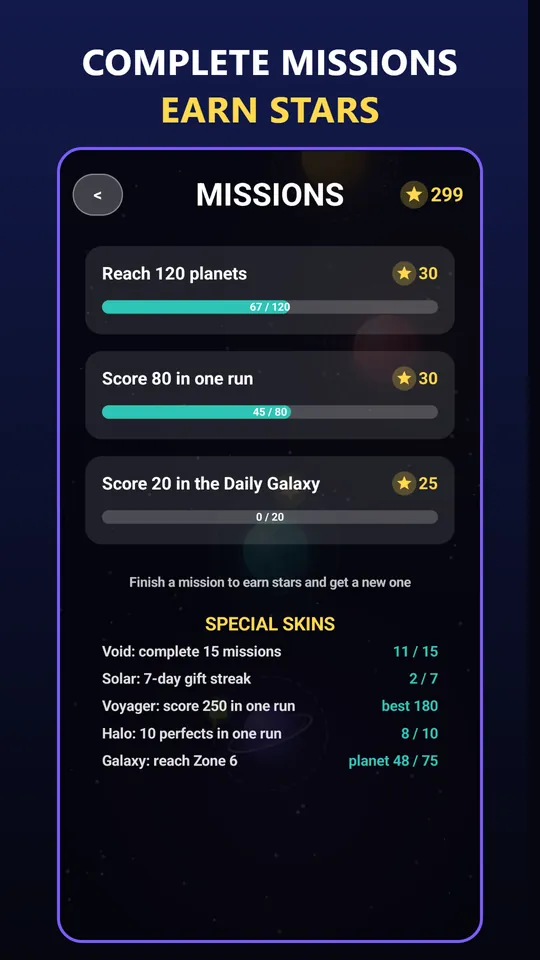 COMPLETE MISSIONS
EARN STARS
< MISSIONS 299
Reach 120 planets 30
67 / 120
Score 80 in one run 30
45 / 80
Score 20 in the Daily Galaxy 25
0 / 20
Finish a mission to earn stars and get a new one
SPECIAL SKINS
Void: complete 15 missions 11 / 15
Solar: 7-day gift streak 2 / 7
Voyager: score 250 in one run best 180
Halo: 10 perfects in one run 8 / 10
Galaxy: reach Zone 6 planet 48 / 75